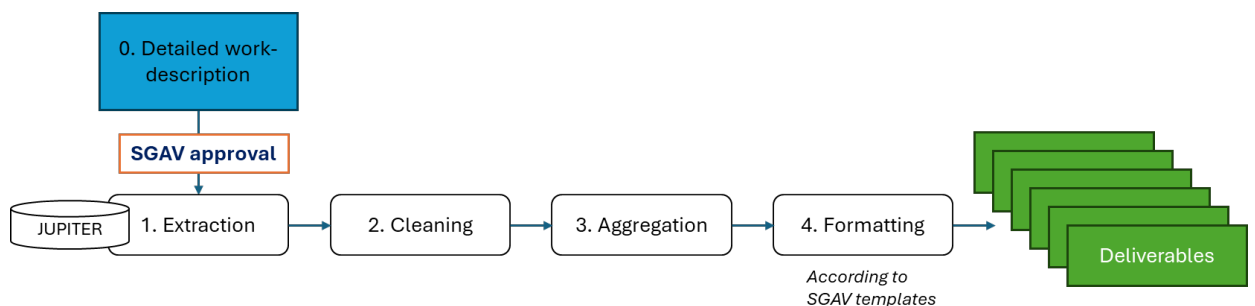 0. Detailed work-
description
SGAV approval
JUPITER
1. Extraction
2. Cleaning
3. Aggregation
4. Formatting
According to
SGAV templates
Deliverables